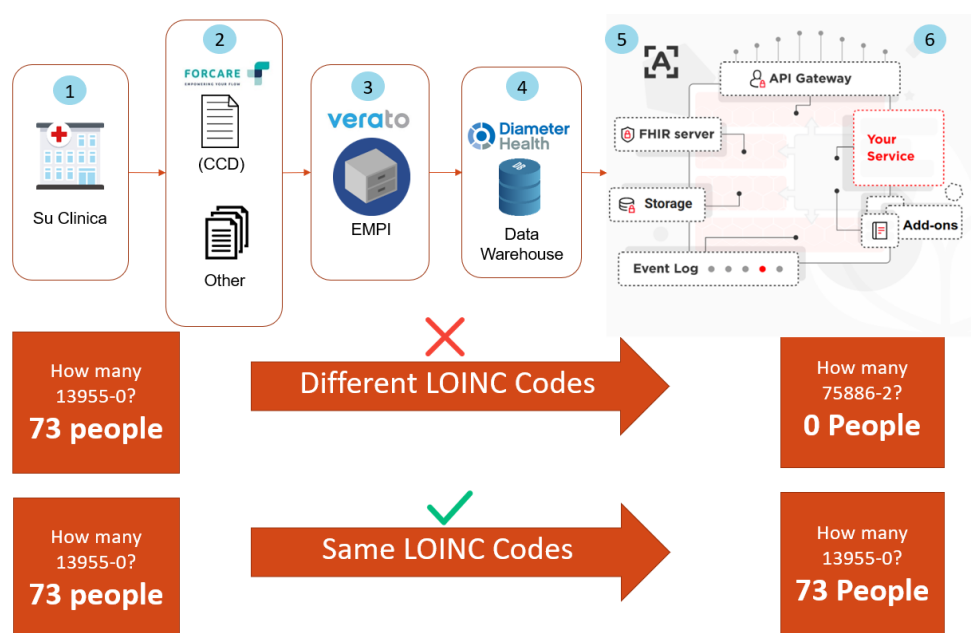 1
Su Clinica
2
FORCARE
EMPOWERING YOUR FLOW
(CCD)
Other
3
verato
EMPI
4
Diameter
Health
Data
Warehouse
5
6
A
API Gateway
FHIR server
Your
Service
Storage
Add-ons
Event Log
How many
13955-0?
73 people
Different LOINC Codes
How many
75886-2?
0 People
How many
13955-0?
73 people
Same LOINC Codes
How many
13955-0?
73 People